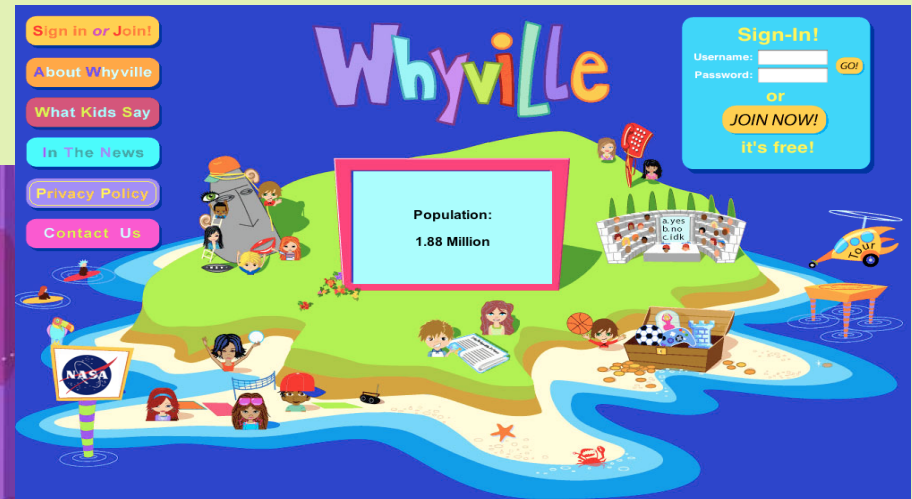 Sign in or Join!
About Whyville
What Kids Say
In The News
Privacy Policy
Contact Us
Whyville
Sign-In!
Username:
GO!
Password:
or
JOIN NOW!
it's free!
Population:
1.88 Million
a.yes
b.no
c.idk
Tour
NASA